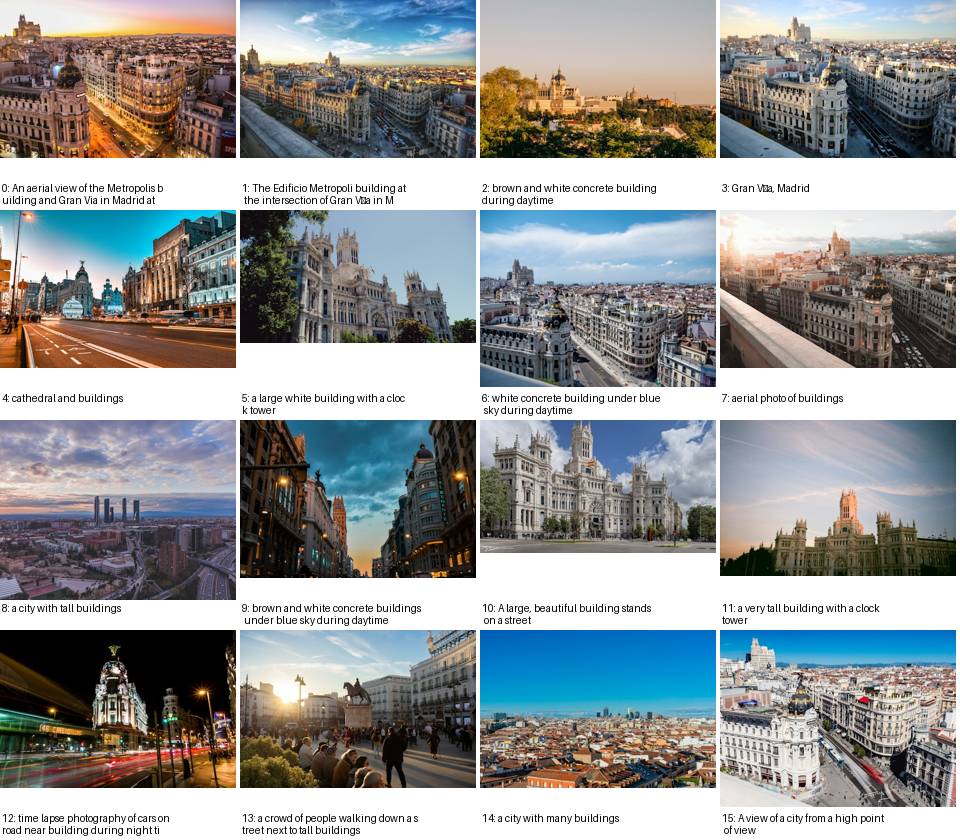 0: An aerial view of the Metropolis b
uilding and Gran Via in Madrid at
1: The Edificio Metropoli building at
the intersection of Gran V�a in M
2: brown and white concrete building
during daytime
3: Gran V�a, Madrid
4: cathedral and buildings
5: a large white building with a cloc
k tower
6: white concrete building under blue
sky during daytime
7: aerial photo of buildings
8: a city with tall buildings
9: brown and white concrete buildings
under blue sky during daytime
10: A large, beautiful building stands
on a street
11: a very tall building with a clock
tower
12: time lapse photography of cars on
road near building during night ti
13: a crowd of people walking down a s
treet next to tall buildings
14: a city with many buildings
15: A view of a city from a high point
of view